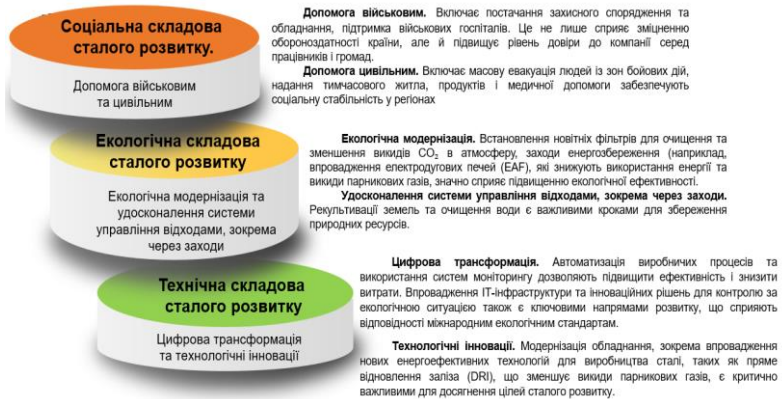 Соціальна складова
сталого розвитку.
Допомога військовим
та цивільним
Допомога військовим. Включає постачання захисного спорядження та
обладнання, підтримка військових госпіталів. Це не лише сприяє зміцненню
обороноздатності країни, але й підвищує рівень довіри до компанії серед
працівників і громад.
Допомога цивільним. Включає масову евакуацію людей із зон бойових дій,
надання тимчасового житла, продуктів і медичної допомоги забезпечують
соціальну стабільність у регіонах
Екологічна складова
сталого розвитку
Екологічна модернізація та
удосконалення системи
управління відходами, зокрема
через заходи
Екологічна модернізація. Встановлення новітніх фільтрів для очищення та
зменшення викидів CO₂ в атмосферу, заходи енергозбереження (наприклад,
впровадження електродугових печей (EAF), які знижують використання енергії та
викиди парникових газів, значно сприяє підвищенню екологічної ефективності.
Удосконалення системи управління відходами, зокрема через заходи.
Рекультивації земель та очищення води є важливими кроками для збереження
природних ресурсів.
Технічна складова
сталого розвитку
Цифрова трансформація
та технологічні інновації
Цифрова трансформація. Автоматизація виробничих процесів та
використання систем моніторингу дозволяють підвищити ефективність і знизити
витрати. Впровадження ІТ-інфраструктури та інноваційних рішень для контролю за
екологічною ситуацією також є ключовими напрямами розвитку, що сприяють
відповідності міжнародним екологічним стандартам.
Технологічні інновації. Модернізація обладнання, зокрема впровадження
нових енергоефективних технологій для виробництва сталі, таких як пряме
відновлення заліза (DRI), що зменшує викиди парникових газів, є критично
важливими для досягнення цілей сталого розвитку.